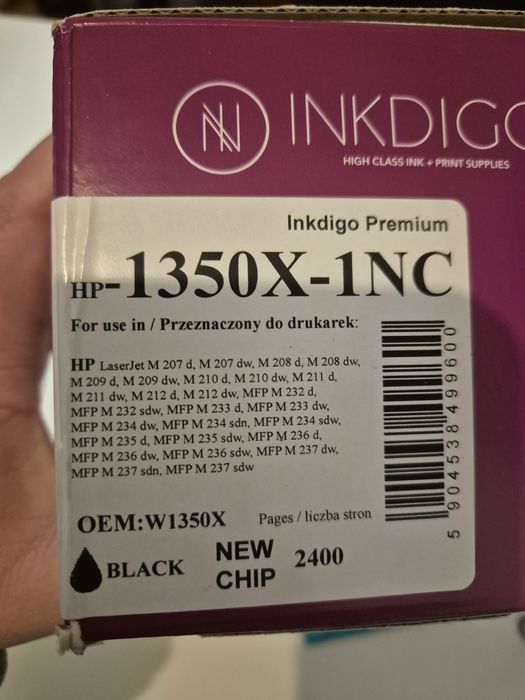 INKDIGO
HIGH CLASS INK + PRINT SUPPLIES
Inkdigo Premium
HP-1350X-1NC
For use in / Przeznaczony do drukarek:
HP LaserJet M 207 d, M 207 dw, M 208 d, M 208 dw,
M 209 d, M 209 dw, M 210 d, M 210 dw, M 211 d,
M 211 dw, M 212 d, M 212 dw, MFP M 232 d,
MFP M 232 sdw, MFP M 233 d, MFP M 233 dw,
MFP M 234 dw, MFP M 234 sdn, MFP M 234 sdw,
MFP M 235 d, MFP M 235 sdw, MFP M 236 d,
MFP M 236 dw, MFP M 236 sdw, MFP M 237 dw,
MFP M 237 sdn, MFP M 237 sdw
5904538499600
OEM:W1350X
Pages / liczba stron
BLACK
NEW
CHIP
2400